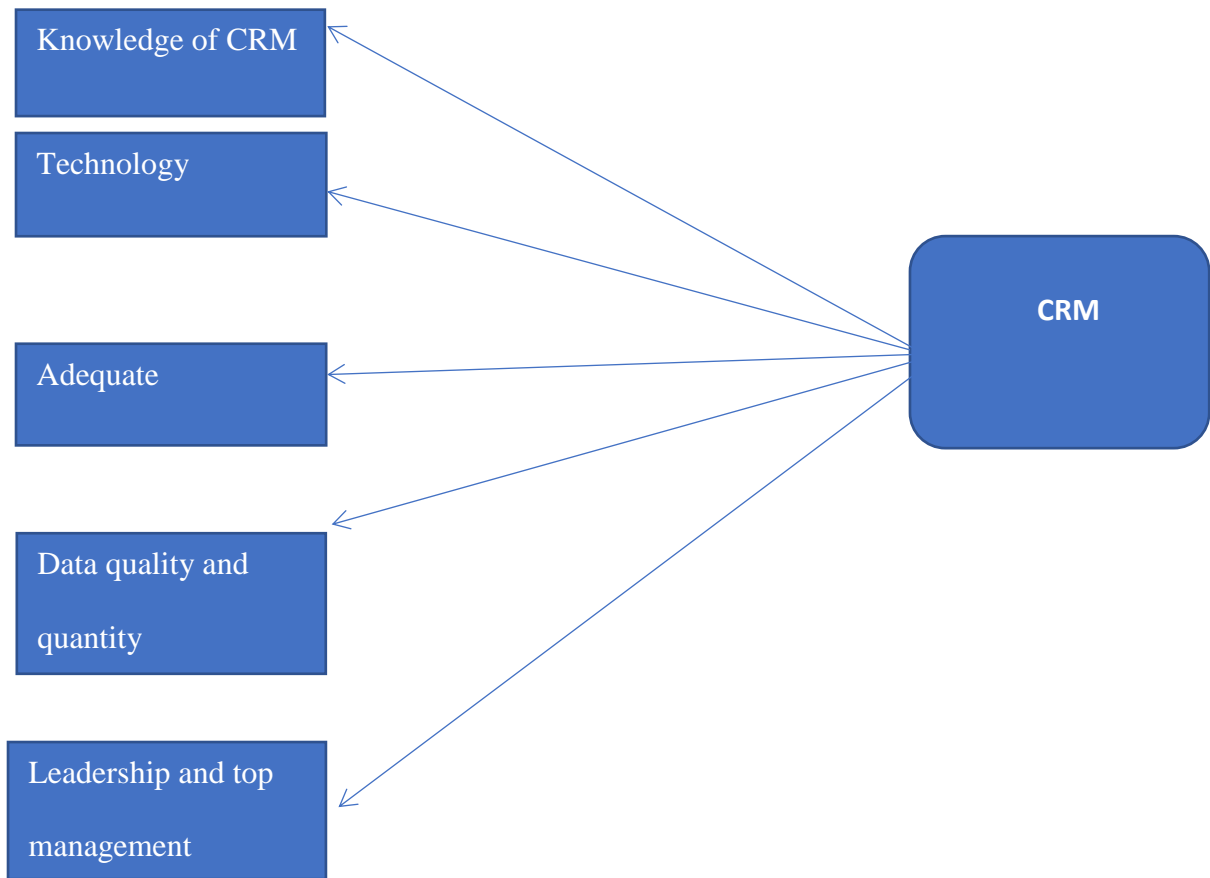 Knowledge of CRM
Technology
CRM
Adequate
Data quality and
quantity
Leadership and top
management